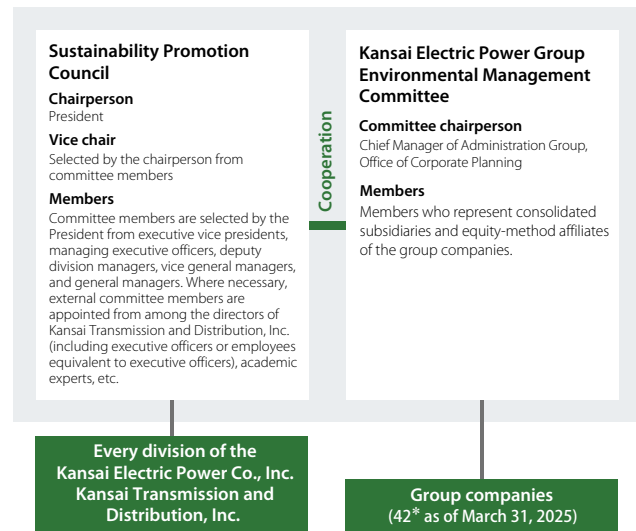 Sustainability Promotion
Council
Chairperson
President
Vice chair
Selected by the chairperson from
committee members
Members
Committee members are selected by the
President from executive vice presidents,
managing executive officers, deputy
division managers, vice general managers,
and general managers. Where necessary,
external committee members are
appointed from among the directors of
Kansai Transmission and Distribution, Inc.
(including executive officers or employees
equivalent to executive officers), academic
experts, etc.
Cooperation
Kansai Electric Power Group
Environmental Management
Committee
Committee chairperson
Chief Manager of Administration Group,
Office of Corporate Planning
Members
Members who represent consolidated
subsidiaries and equity-method affiliates
of the group companies.
Every division of the
Kansai Electric Power Co., Inc.
Kansai Transmission and
Distribution, Inc.
Group companies
(42* as of March 31, 2025)